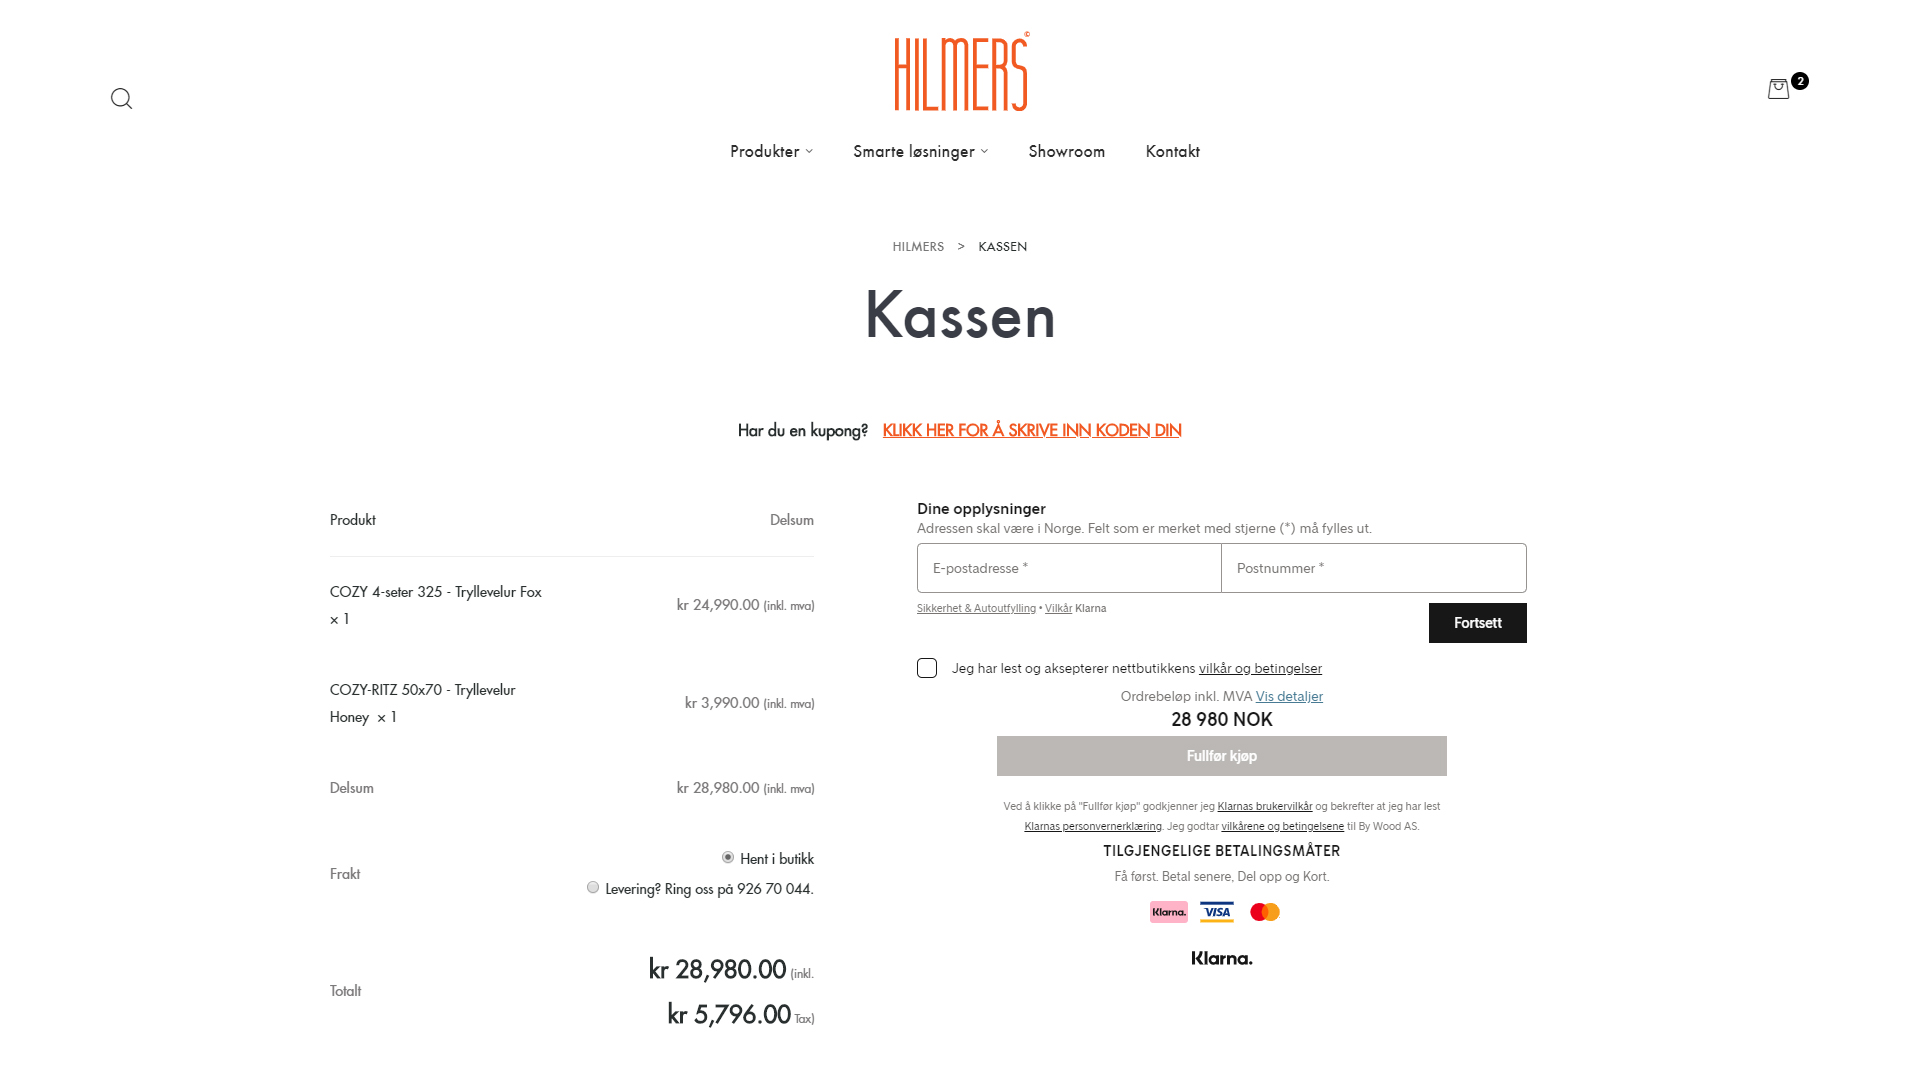 HILMERS©
2
Produkter
Smarte løsninger
Showroom
Kontakt
HILMERS > KASSEN
Kassen
Har du en kupong? KLIKK HER FOR Å SKRIVE INN KODEN DIN
Produkt Delsum
COZY 4-seter 325 - Tryllevelur Fox
× 1
kr 24,990.00 (inkl. mva)
COZY-RITZ 50x70 - Tryllevelur
Honey × 1
kr 3,990.00 (inkl. mva)
Delsum kr 28,980.00 (inkl. mva)
Frakt
Hent i butikk
Levering? Ring oss på 926 70 044.
Totalt
kr 28,980.00 (inkl.
kr 5,796.00 Tax)
Dine opplysninger
Adressen skal være i Norge. Felt som er merket med stjerne (*) må fylles ut.
E-postadresse *
Postnummer *
Sikkerhet & Autoutfylling • Vilkår Klarna
Fortsett
Jeg har lest og aksepterer nettbutikkens vilkår og betingelser
Ordrebeløp inkl. MVA Vis detaljer
28 980 NOK
Fullfør kjøp
Ved å klikke på "Fullfør kjøp" godkjenner jeg Klarnas brukervilkår og bekrefter at jeg har lest
Klarnas personvernerklæring. Jeg godtar vilkårene og betingelsene til By Wood AS.
TILGJENGELIGE BETALINGSMÅTER
Få først. Betal senere, Del opp og Kort.
Klarna. VISA
Klarna.